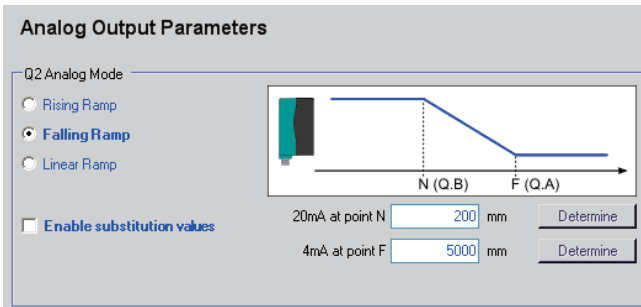 Analog Output Parameters
Q2 Analog Mode
Rising Ramp
Falling Ramp
Linear Ramp
Enable substitution values
N (Q.B) F (Q.A)
20mA at point N 200 mm Determine
4mA at point F 5000 mm Determine